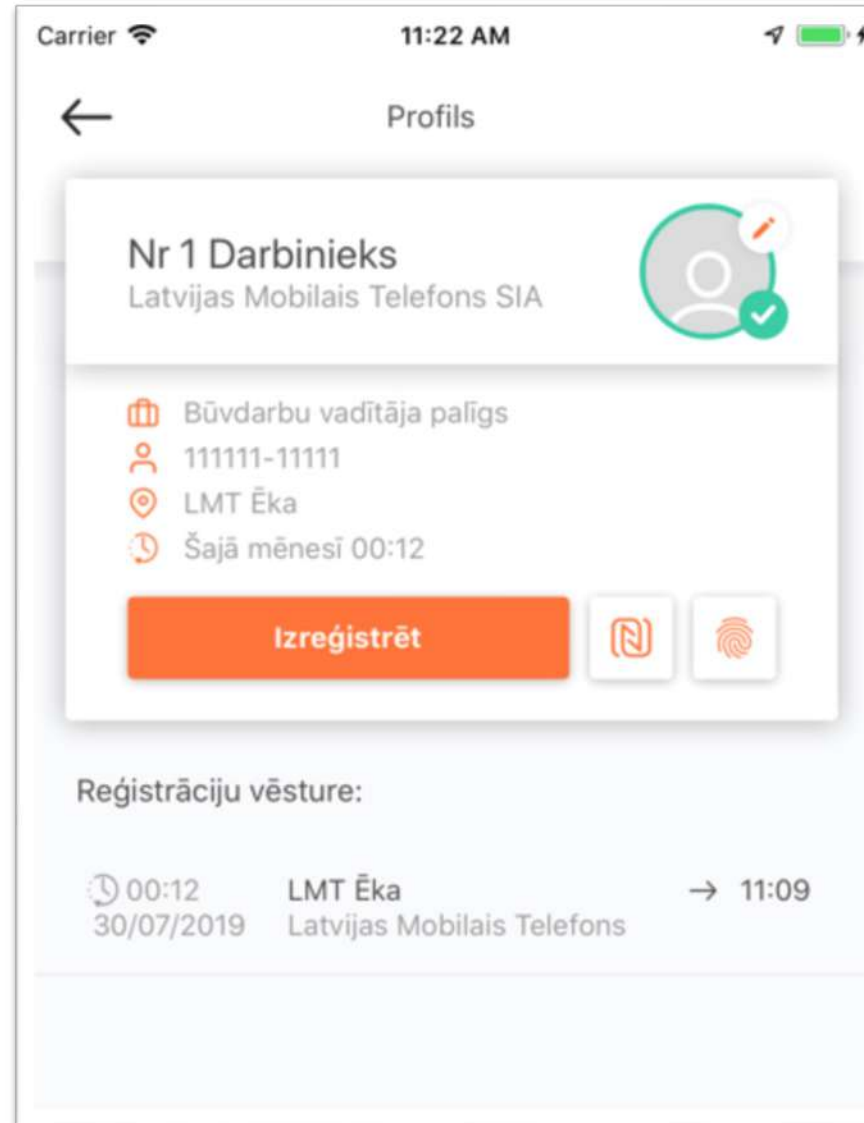 Carrier 11:22 AM
Profils
Nr 1 Darbinieks
Latvijas Mobilais Telefons SIA
Būvdarbu vadītāja palīgs
111111-11111
LMT Ēka
Šajā mēnesī 00:12
Izreģistrēt
Reģistrāciju vēsture:
00:12 LMT Ēka → 11:09
30/07/2019 Latvijas Mobilais Telefons